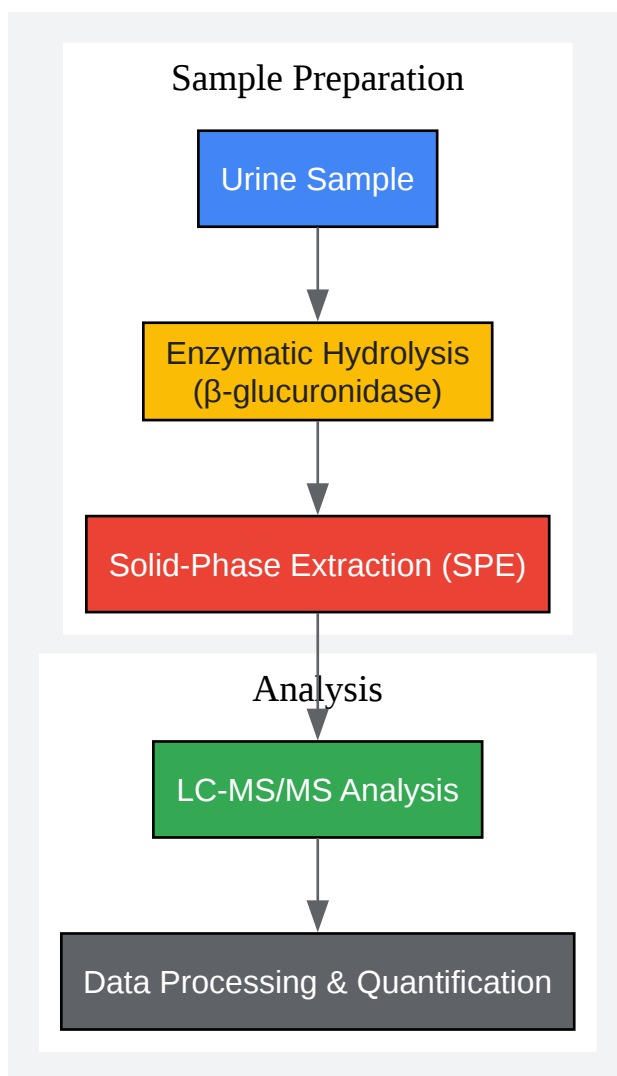 Sample Preparation
Urine Sample
Enzymatic Hydrolysis
(β-glucuronidase)
Solid-Phase Extraction (SPE)
Analysis
LC-MS/MS Analysis
Data Processing & Quantification